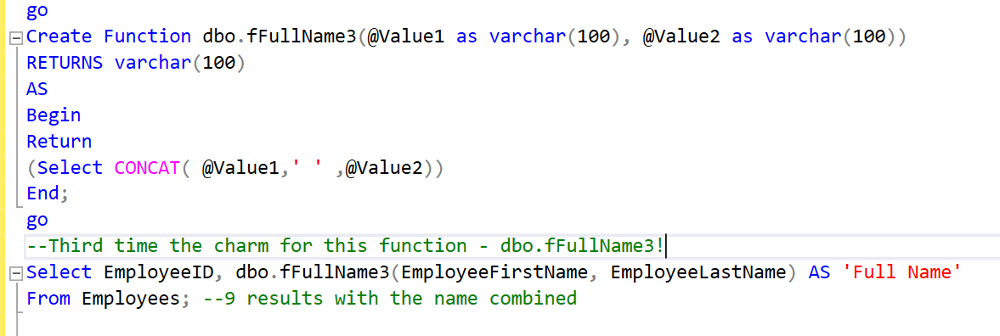 go
Create Function dbo.fFullName3(@Value1 as varchar(100), @Value2 as varchar(100))
RETURNS varchar(100)
AS
Begin
Return
(Select CONCAT( @Value1,' ' ,@Value2))
End;
go
--Third time the charm for this function - dbo.fFullName3!
Select EmployeeID, dbo.fFullName3(EmployeeFirstName, EmployeeLastName) AS 'Full Name'
From Employees; --9 results with the name combined